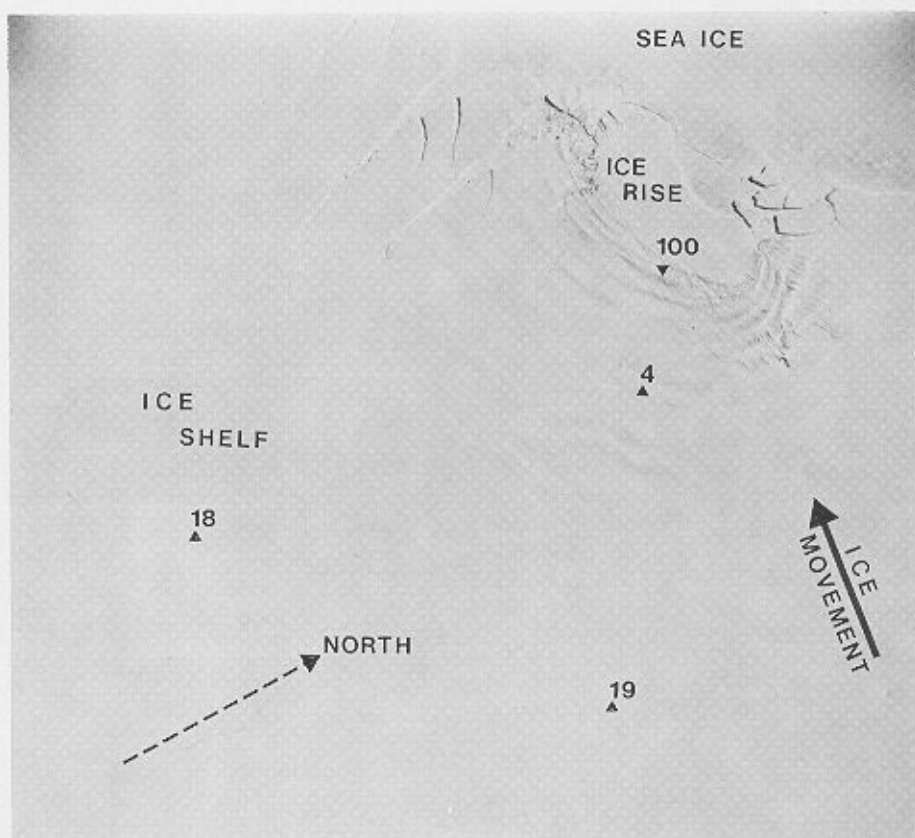 SEA ICE
ICE
RISE
100
4
ICE
SHELF
18
ICE
MOVEMENT
NORTH
19